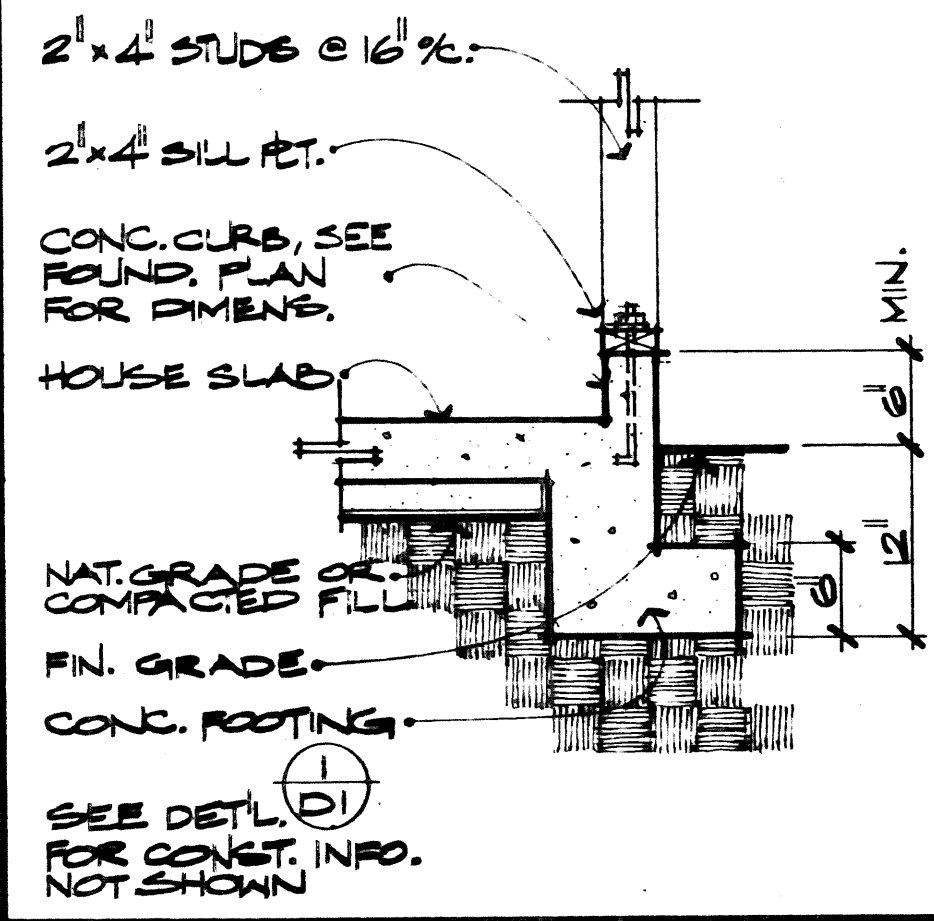 2"x4" STUDS @ 16" o/c.
2"x4" SILL PLT.
CONC. CURB, SEE
FOUND. PLAN
FOR DIMENS.
HOUSE SLAB.
NAT. GRADE OR
COMPACTED FILL
FIN. GRADE
CONC. FOOTING
SEE DET'L. 1
D1
FOR CONST. INFO.
NOT SHOWN
MIN.
6"
12"
6"